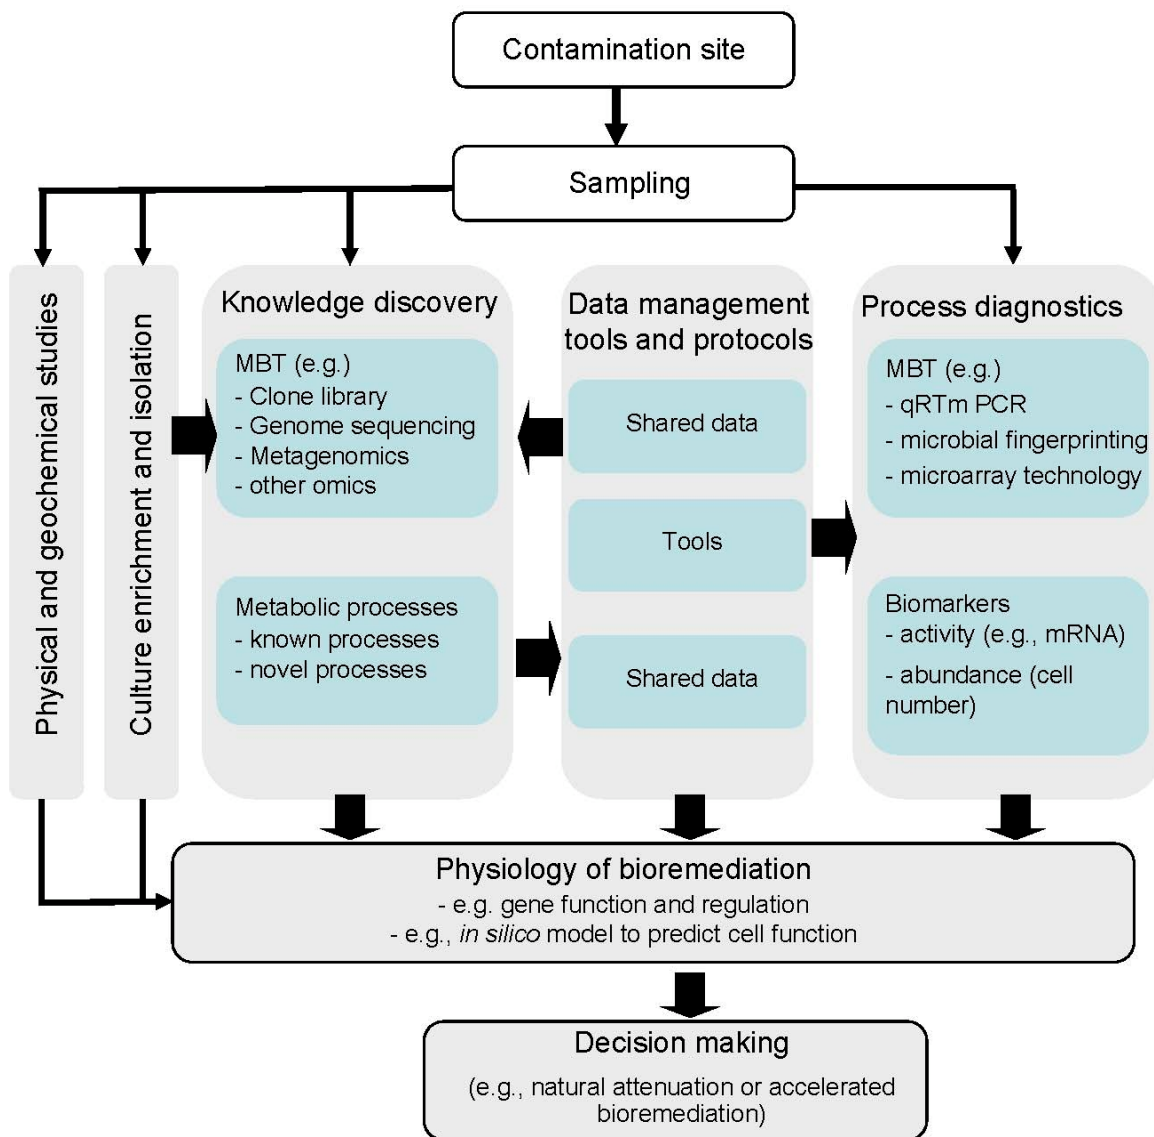 Contamination site
Sampling
Physical and geochemical studies
Culture enrichment and isolation
Knowledge discovery
MBT (e.g.)
- Clone library
- Genome sequencing
- Metagenomics
- other omics
Metabolic processes
- known processes
- novel processes
Data management
tools and protocols
Shared data
Tools
Shared data
Process diagnostics
MBT (e.g.)
- qRTm PCR
- microbial fingerprinting
- microarray technology
Biomarkers
- activity (e.g., mRNA)
- abundance (cell
number)
Physiology of bioremediation
- e.g. gene function and regulation
- e.g., in silico model to predict cell function
Decision making
(e.g., natural attenuation or accelerated
bioremediation)